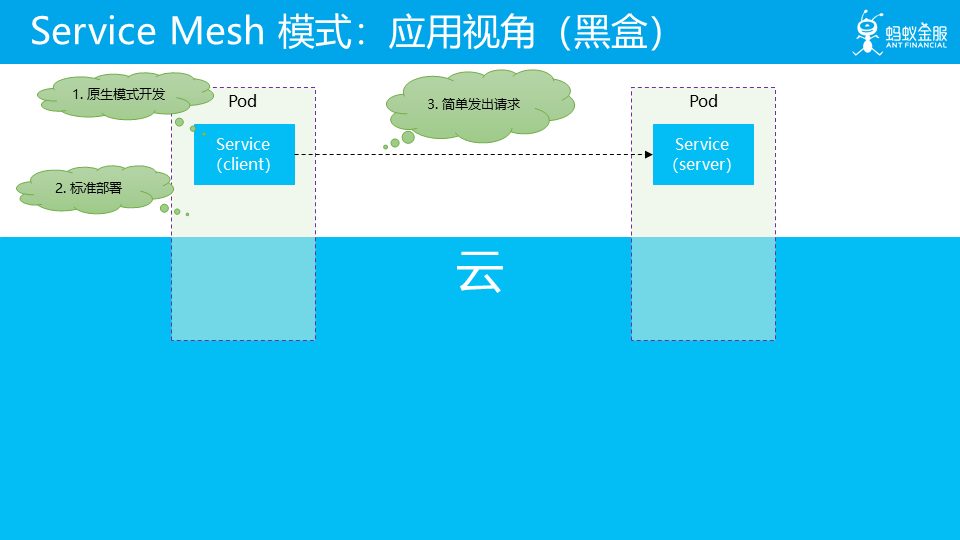 Service Mesh 模式：应用视角（黑盒）
蚂蚁金服
ANT FINANCIAL
1. 原生模式开发
Pod
3. 简单发出请求
Pod
Service
（client）
Service
（server）
2. 标准部署
云